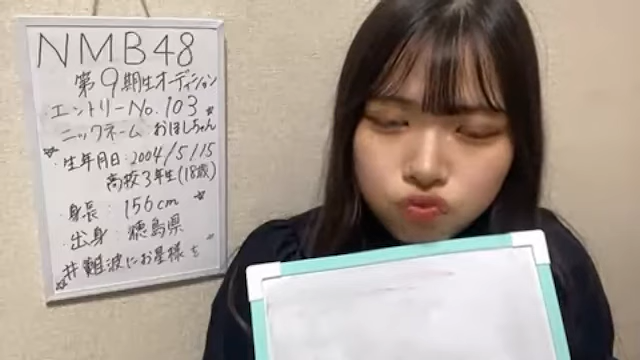 NMB48
第9期生オーディション
エントリーNo.103
ニックネーム おほしちゃん
・生年月日:2004/5/15
高校3年生(18歳)
・身長:156cm
・出身:徳島県
#難波にお星様を